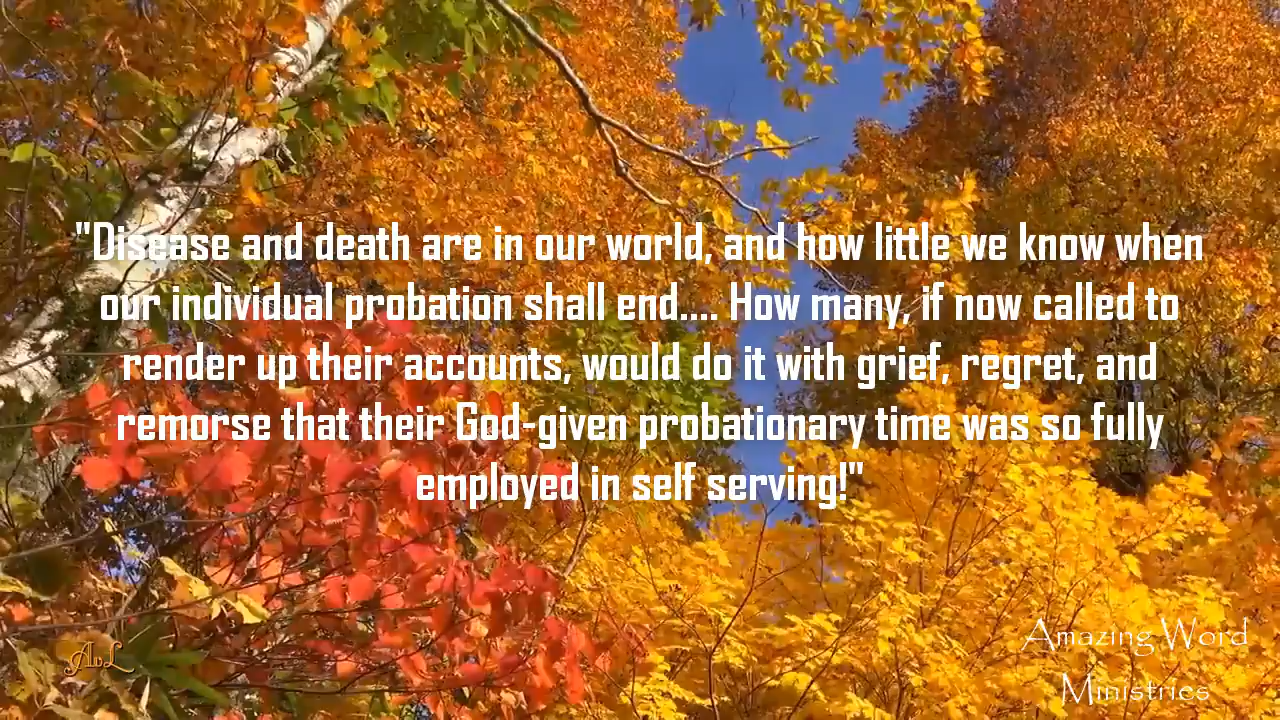 "Disease and death are in our world, and how little we know when
our individual probation shall end.... How many, if now called to
render up their accounts, would do it with grief, regret, and
remorse that their God-given probationary time was so fully
employed in self serving!"
Amazing Word
Ministries
AvL